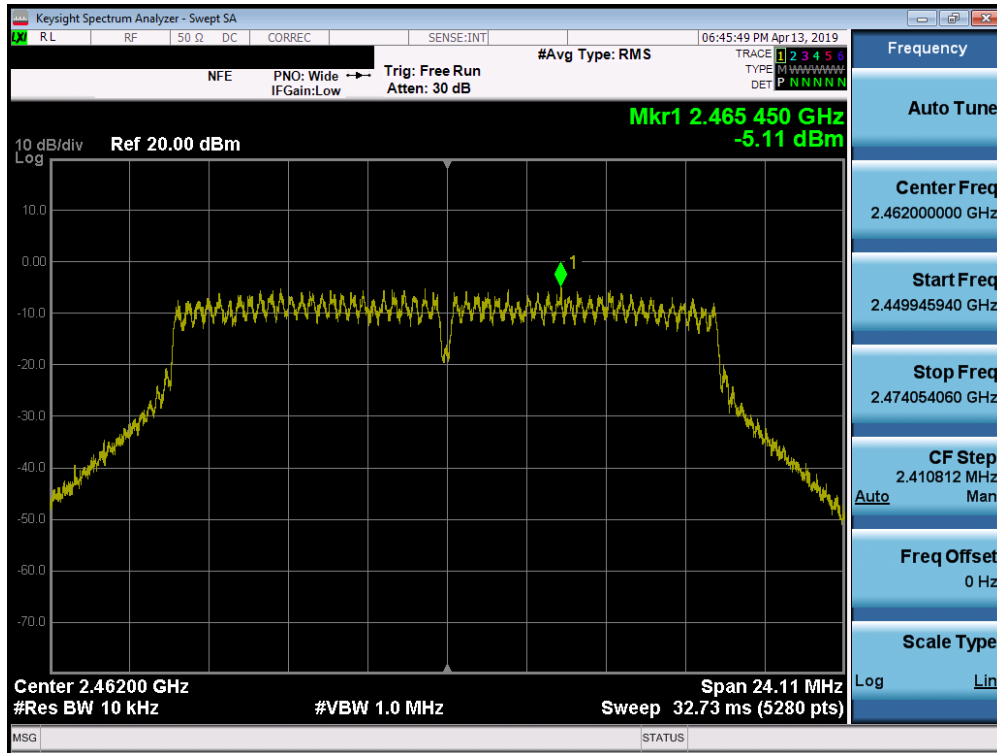 Keysight Spectrum Analyzer - Swept SA
LXI RL RF 50 Ω DC CORREC SENSE:INT 06:45:49 PM Apr 13, 2019
Frequency
#Avg Type: RMS TRACE 1 2 3 4 5 6
NFE PNO: Wide Trig: Free Run TYPE M WWWWW
IFGain:Low Atten: 30 dB DET P N N N N N
Auto Tune
Mkr1 2.465 450 GHz
-5.11 dBm
10 dB/div Ref 20.00 dBm
Log
Center Freq
2.462000000 GHz
10.0
0.00
1
Start Freq
2.449945940 GHz
-10.0
-20.0
Stop Freq
2.474054060 GHz
-30.0
-40.0
CF Step
2.410812 MHz
Auto Man
-50.0
-60.0
Freq Offset
0 Hz
-70.0
Scale Type
Log Lin
Center 2.46200 GHz Span 24.11 MHz
#Res BW 10 kHz #VBW 1.0 MHz Sweep 32.73 ms (5280 pts)
MSG STATUS